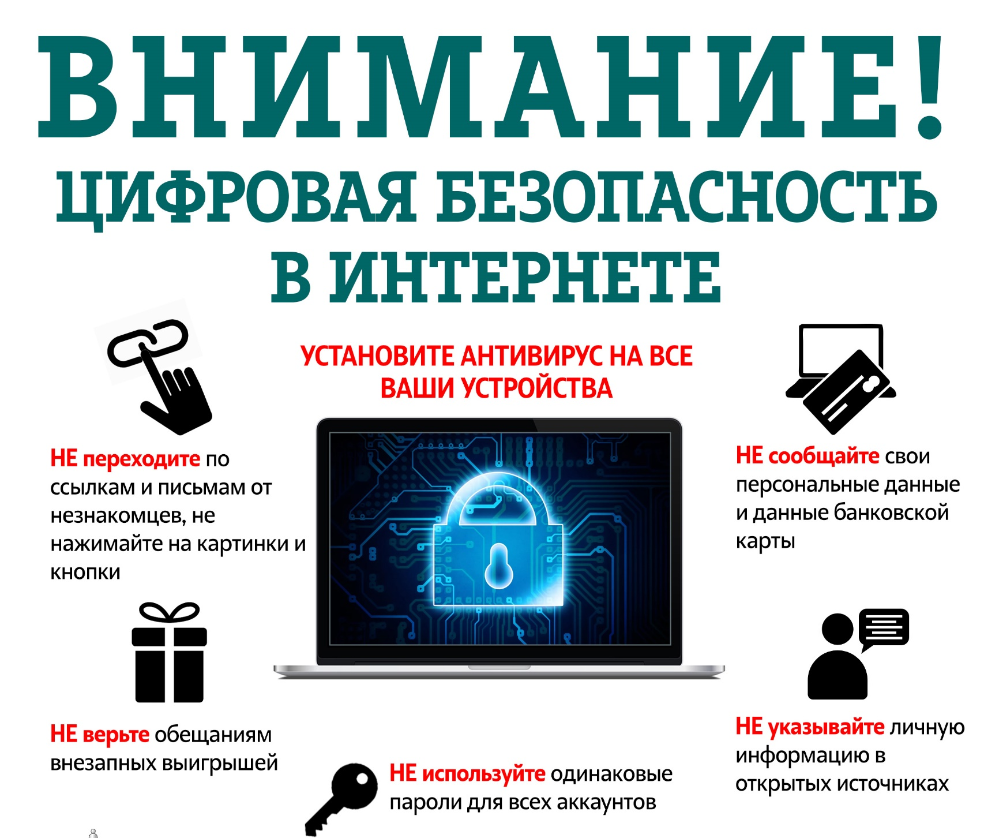 ВНИМАНИЕ!
ЦИФРОВАЯ БЕЗОПАСНОСТЬ
В ИНТЕРНЕТЕ
УСТАНОВИТЕ АНТИВИРУС НА ВСЕ
ВАШИ УСТРОЙСТВА
НЕ переходите по
ссылкам и письмам от
незнакомцев, не
нажимайте на картинки и
кнопки
НЕ сообщайте свои
персональные данные
и данные банковской
карты
НЕ верьте обещаниям
внезапных выигрышей
НЕ используйте одинаковые
пароли для всех аккаунтов
НЕ указывайте личную
информацию в
открытых источниках